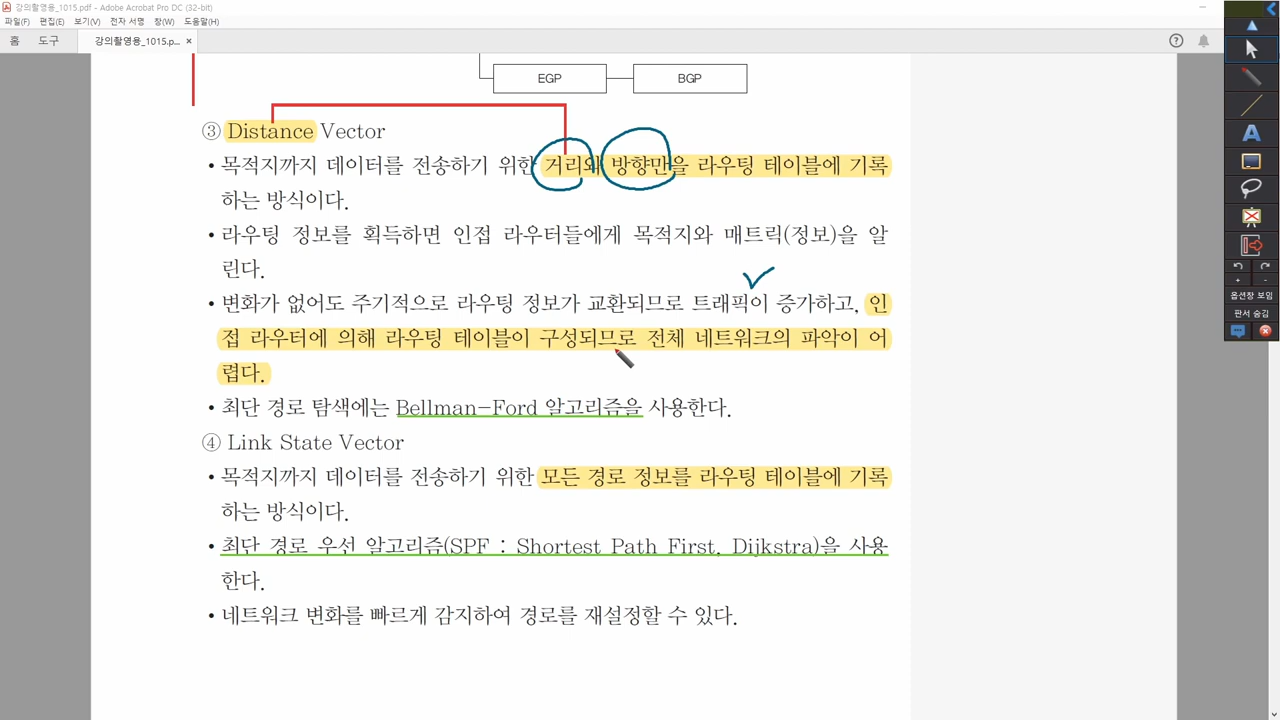 강의촬영용_1015.pdf - Adobe Acrobat Pro DC (32-bit)
파일(F) 편집(E) 보기(V) 전자 서명 창(W) 도움말(H)
홈 도구 강의촬영용_1015.p... ×
EGP BGP
③ Distance Vector
• 목적지까지 데이터를 전송하기 위한 거리와 방향만을 라우팅 테이블에 기록
하는 방식이다.
• 라우팅 정보를 획득하면 인접 라우터들에게 목적지와 매트릭(정보)을 알
린다.
• 변화가 없어도 주기적으로 라우팅 정보가 교환되므로 트래픽이 증가하고, 인
접 라우터에 의해 라우팅 테이블이 구성되므로 전체 네트워크의 파악이 어
렵다.
• 최단 경로 탐색에는 Bellman-Ford 알고리즘을 사용한다.
④ Link State Vector
• 목적지까지 데이터를 전송하기 위한 모든 경로 정보를 라우팅 테이블에 기록
하는 방식이다.
• 최단 경로 우선 알고리즘(SPF : Shortest Path First, Dijkstra)을 사용
한다.
• 네트워크 변화를 빠르게 감지하여 경로를 재설정할 수 있다.
A
+ -
옵션장 보임
판서 숨김